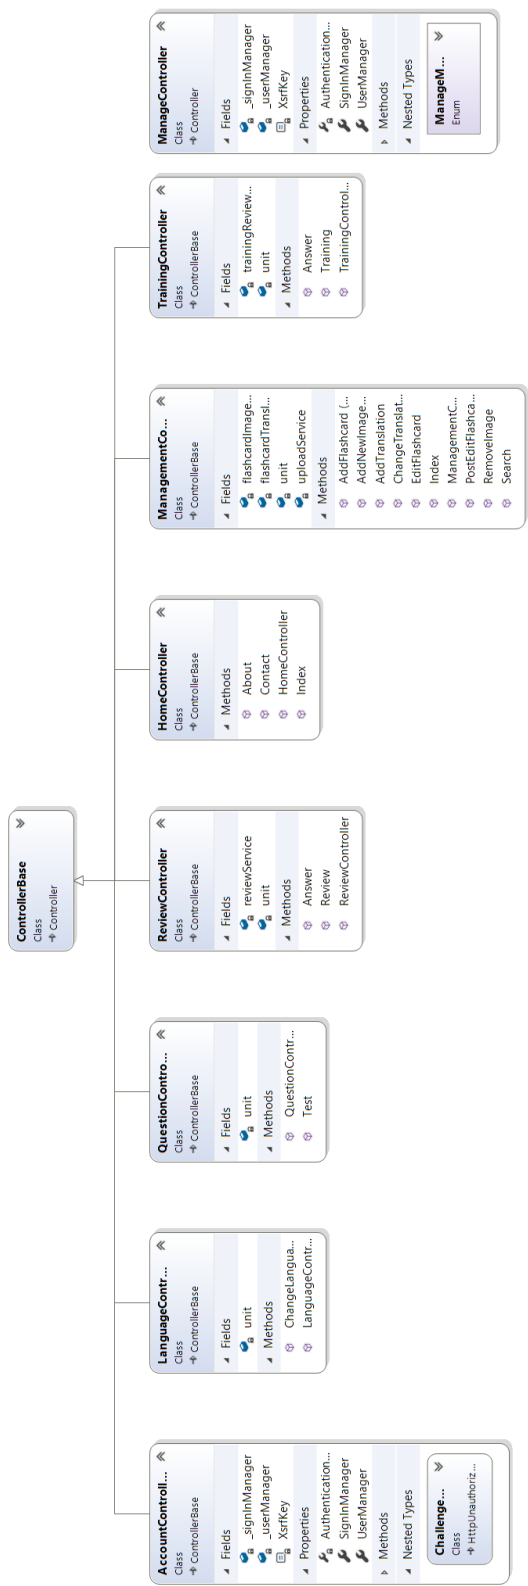 ControllerBase
Class
Controller
AccountControll...
Class
ControllerBase
Fields
_signInManager
_userManager
XsrfKey
Properties
Authentication...
SignInManager
UserManager
Methods
Nested Types
Challenge...
Class
HttpUnauthoriz...
LanguageContr...
Class
ControllerBase
Fields
unit
Methods
ChangeLangua...
LanguageContr...
QuestionContro...
Class
ControllerBase
Fields
unit
Methods
QuestionContr...
Test
ReviewController
Class
ControllerBase
Fields
reviewService
unit
Methods
Answer
Review
ReviewController
HomeController
Class
ControllerBase
Methods
About
Contact
HomeController
Index
ManagementCo...
Class
ControllerBase
Fields
flashcardImage...
flashcardTransl...
unit
uploadService
Methods
AddFlashcard (...
AddNewImage...
AddTranslation
ChangeTranslat...
EditFlashcard
Index
ManagementC...
PostEditFlashca...
RemoveImage
Search
TrainingController
Class
ControllerBase
Fields
trainingReview...
unit
Methods
Answer
Training
TrainingControl...
ManageController
Class
Controller
Fields
_signInManager
_userManager
XsrfKey
Properties
Authentication...
SignInManager
UserManager
Methods
Nested Types
ManageM...
Enum